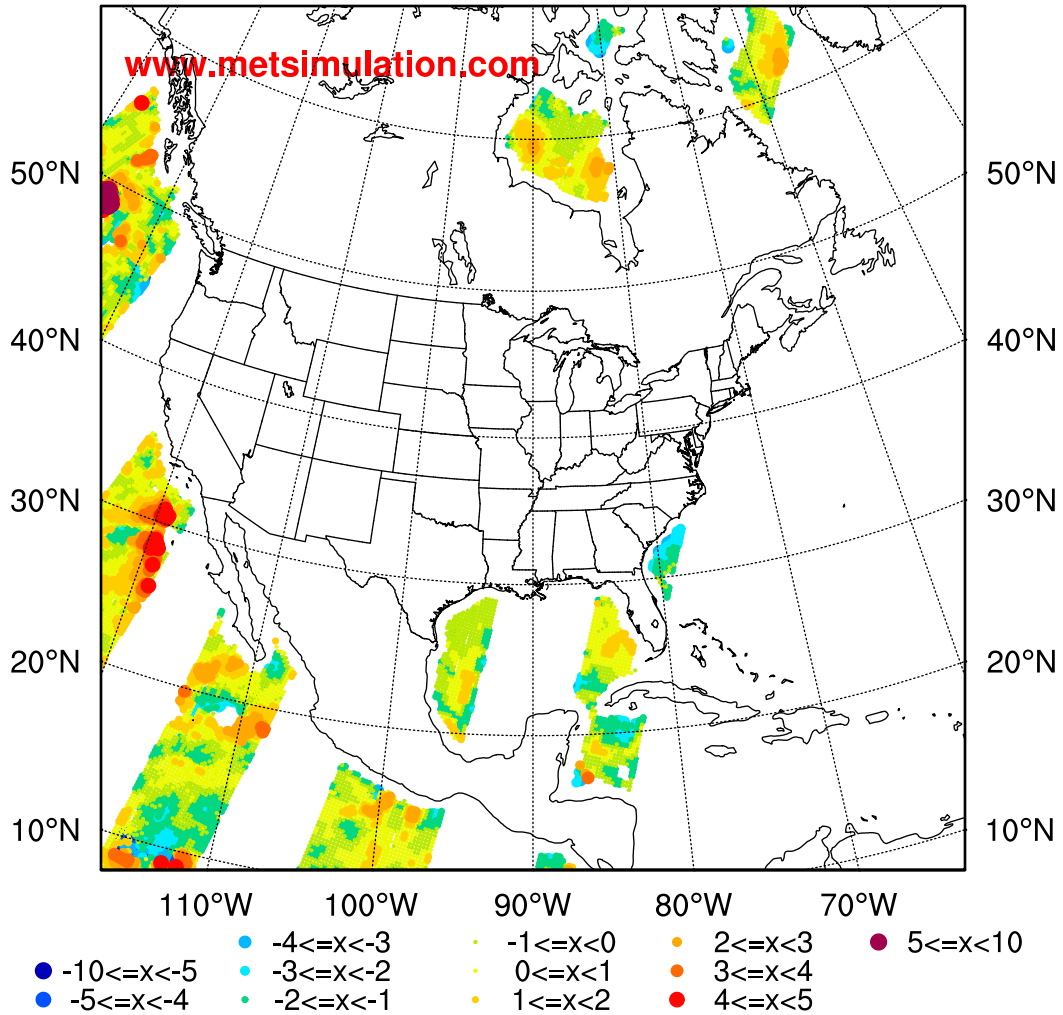 www.metsimulation.com
50°N 50°N
40°N 40°N
30°N 30°N
20°N 20°N
10°N 10°N
110°W 100°W 90°W 80°W 70°W
-4<=x<-3 -1<=x<0 2<=x<3 5<=x<10
-10<=x<-5 -3<=x<-2 0<=x<1 3<=x<4
-5<=x<-4 -2<=x<-1 1<=x<2 4<=x<5